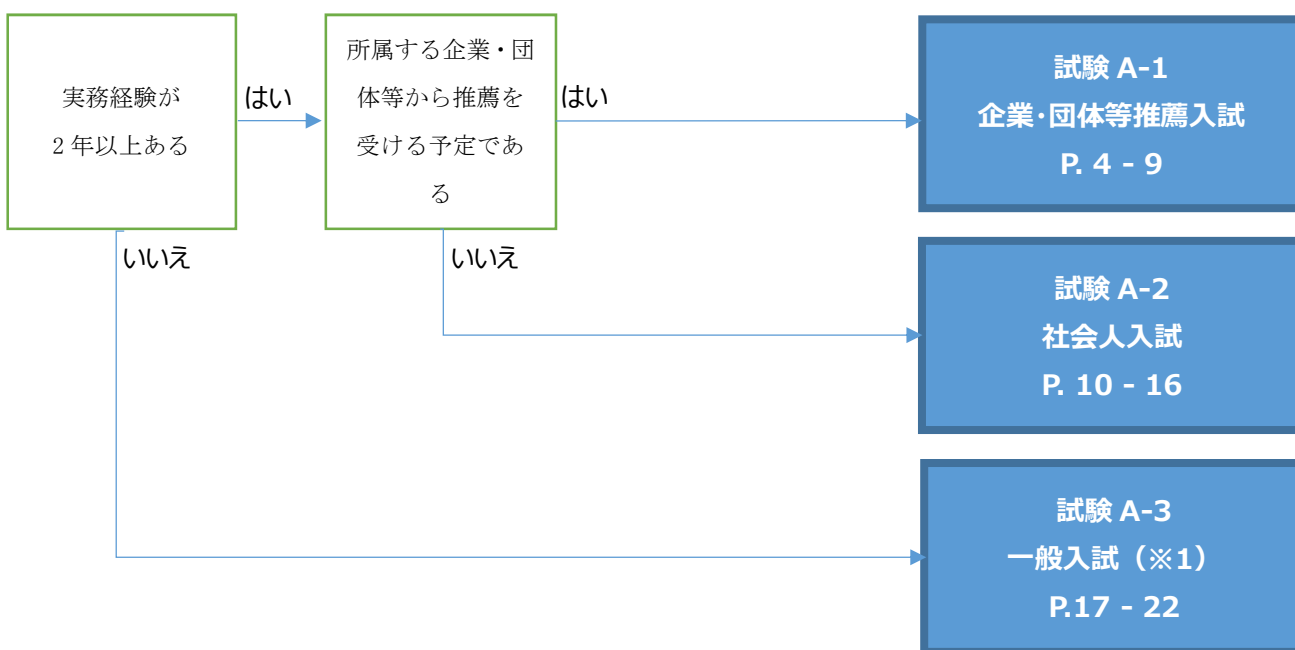 実務経験が
2年以上ある
はい
所属する企業・団
体等から推薦を
受ける予定であ
る
はい
試験 A-1
企業・団体等推薦入試
P. 4 - 9
いいえ
いいえ
試験 A-2
社会人入試
P. 10 - 16
試験 A-3
一般入試（※1）
P.17 - 22